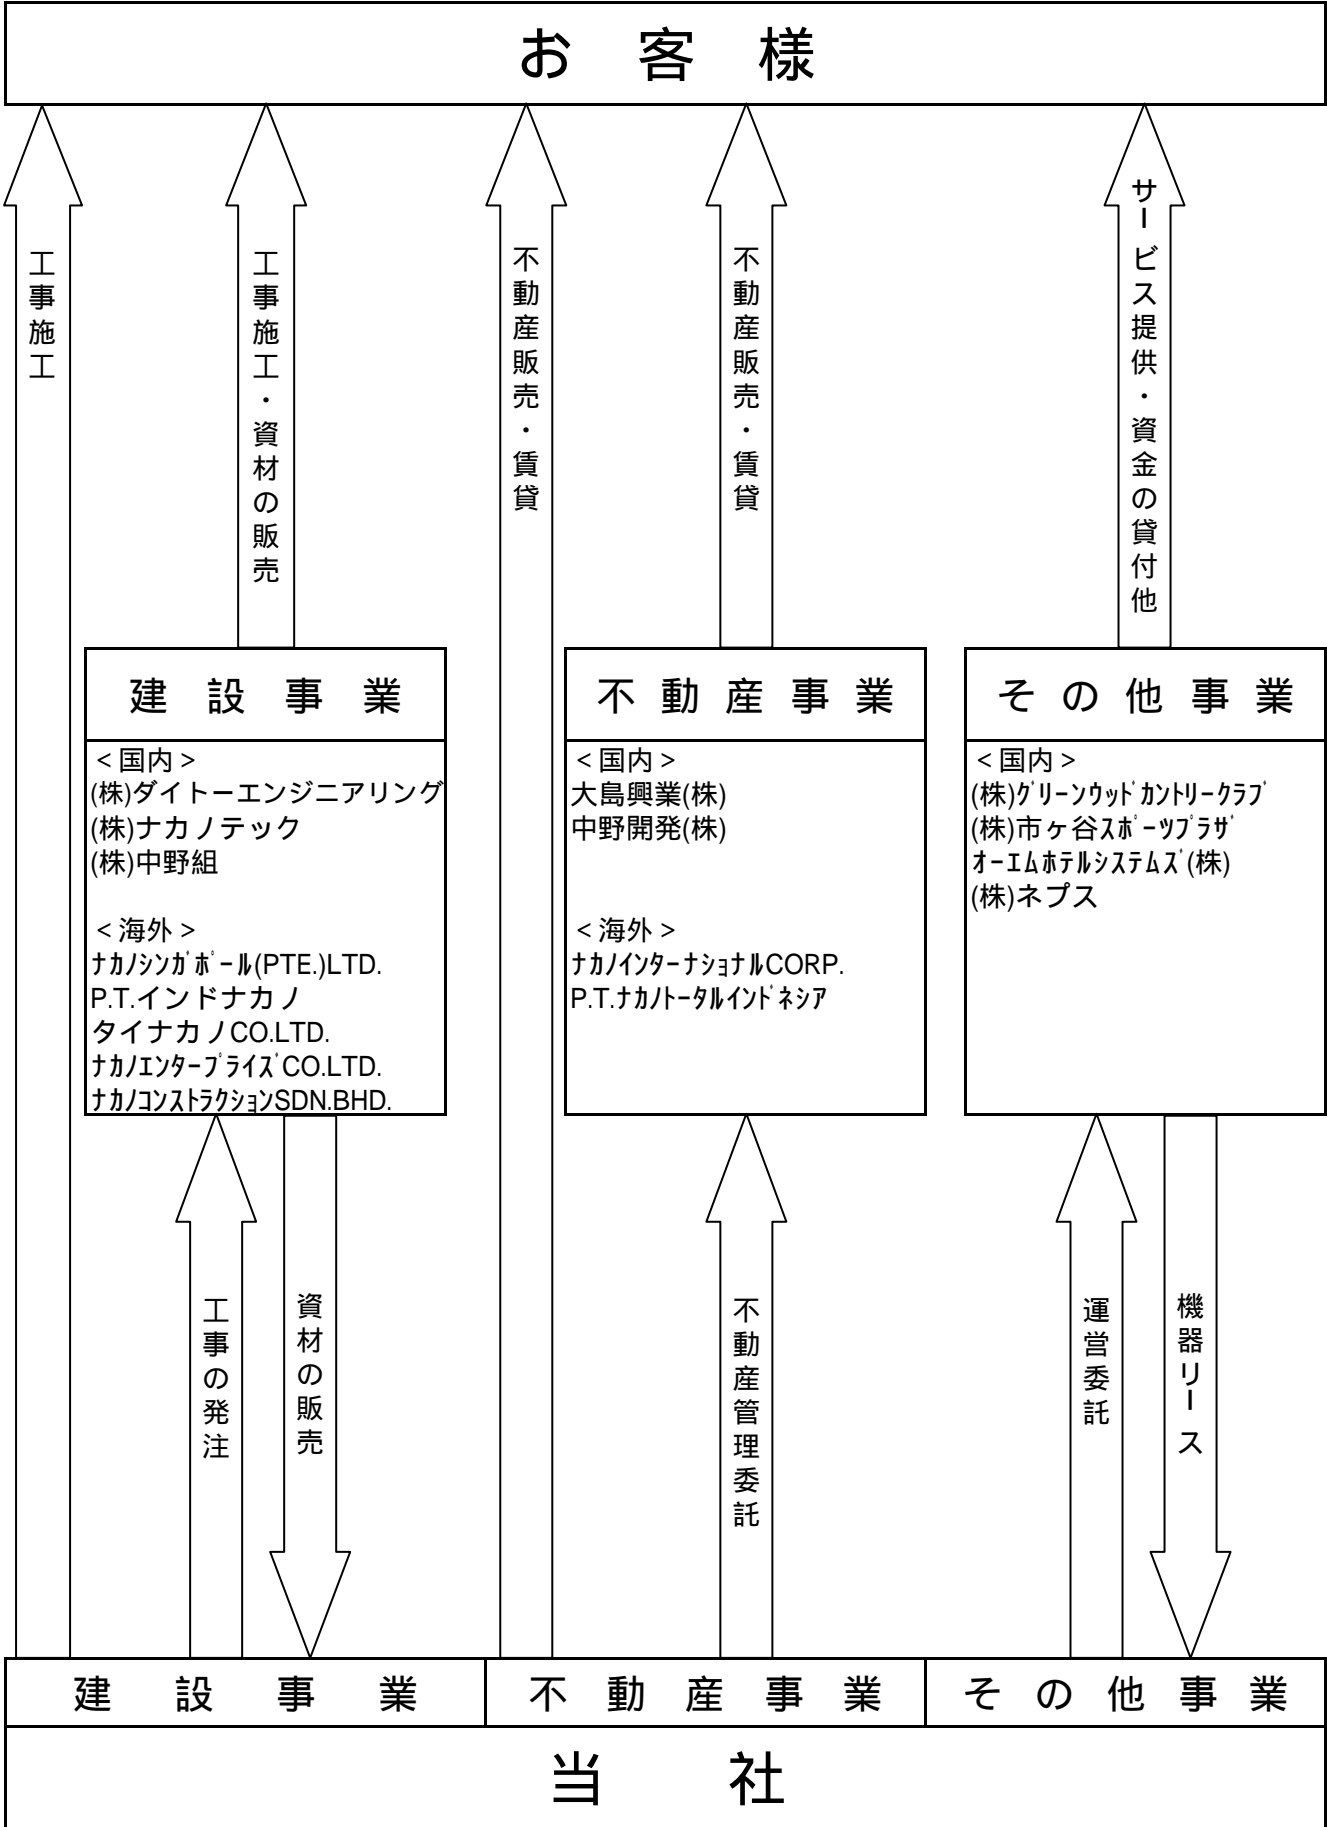 お客様
工事施工
工事施工・資材の販売
不動産販売・賃貸
不動産販売・賃貸
サービス提供・資金の貸付他
建設事業
<国内>
(株)ダイトーエンジニアリング
(株)ナカノテック
(株)中野組
<海外>
ﾅｶﾉｼﾝｶﾞﾎﾟｰﾙ(PTE.)LTD.
P.T.インドナカノ
タイナカノCO.LTD.
ﾅｶﾉｴﾝﾀｰﾌﾟﾗｲｽﾞCO.LTD.
ﾅｶﾉｺﾝｽﾄﾗｸｼｮﾝSDN.BHD.
不動産事業
<国内>
大島興業(株)
中野開発(株)
<海外>
ﾅｶﾉｲﾝﾀｰﾅｼｮﾅﾙCORP.
P.T.ﾅｶﾉﾄｰﾀﾙｲﾝﾄﾞﾈｼｱ
その他事業
<国内>
(株)ｸﾞﾘｰﾝｳｯﾄﾞｶﾝﾄﾘｰｸﾗﾌﾞ
(株)市ヶ谷ｽﾎﾟｰﾂﾌﾟﾗｻﾞ
ｵｰｴﾑﾎﾃﾙｼｽﾃﾑｽﾞ(株)
(株)ネプス
工事の発注
資材の販売
不動産管理委託
運営委託
機器リース
建設事業
不動産事業
その他事業
当社